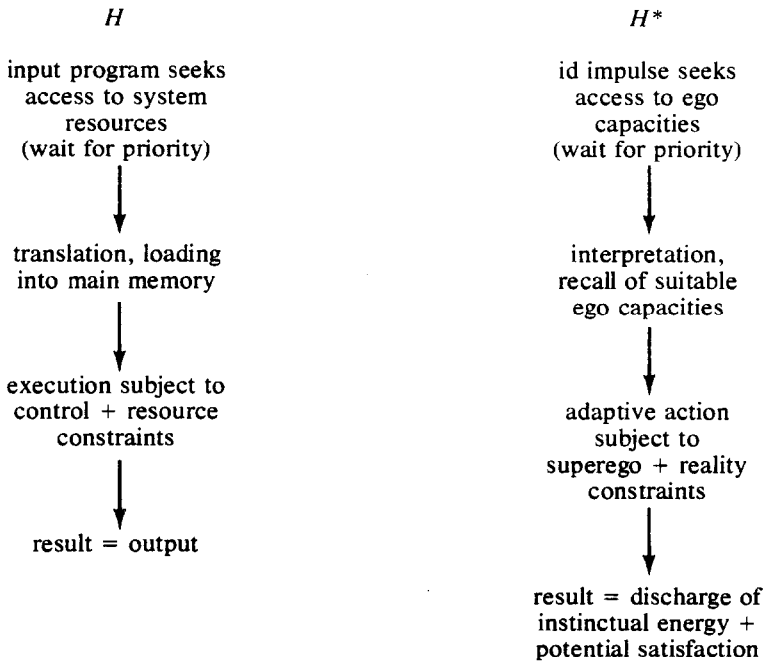 H
input program seeks
access to system
resources
(wait for priority)
translation, loading
into main memory
execution subject to
control + resource
constraints
result = output
H*
id impulse seeks
access to ego
capacities
(wait for priority)
interpretation,
recall of suitable
ego capacities
adaptive action
subject to
superego + reality
constraints
result = discharge of
instinctual energy +
potential satisfaction